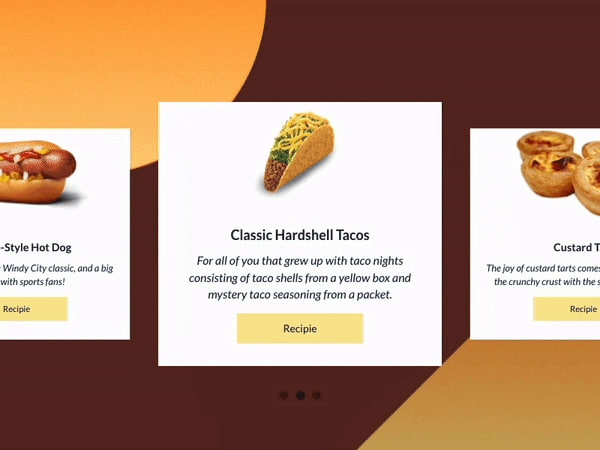 -Style Hot Dog
Windy City classic, and a big
with sports fans!
Recipie
Classic Hardshell Tacos
For all of you that grew up with taco nights
consisting of taco shells from a yellow box and
mystery taco seasoning from a packet.
Recipie
Custard T
The joy of custard tarts comes
the crunchy crust with the s
Recipie